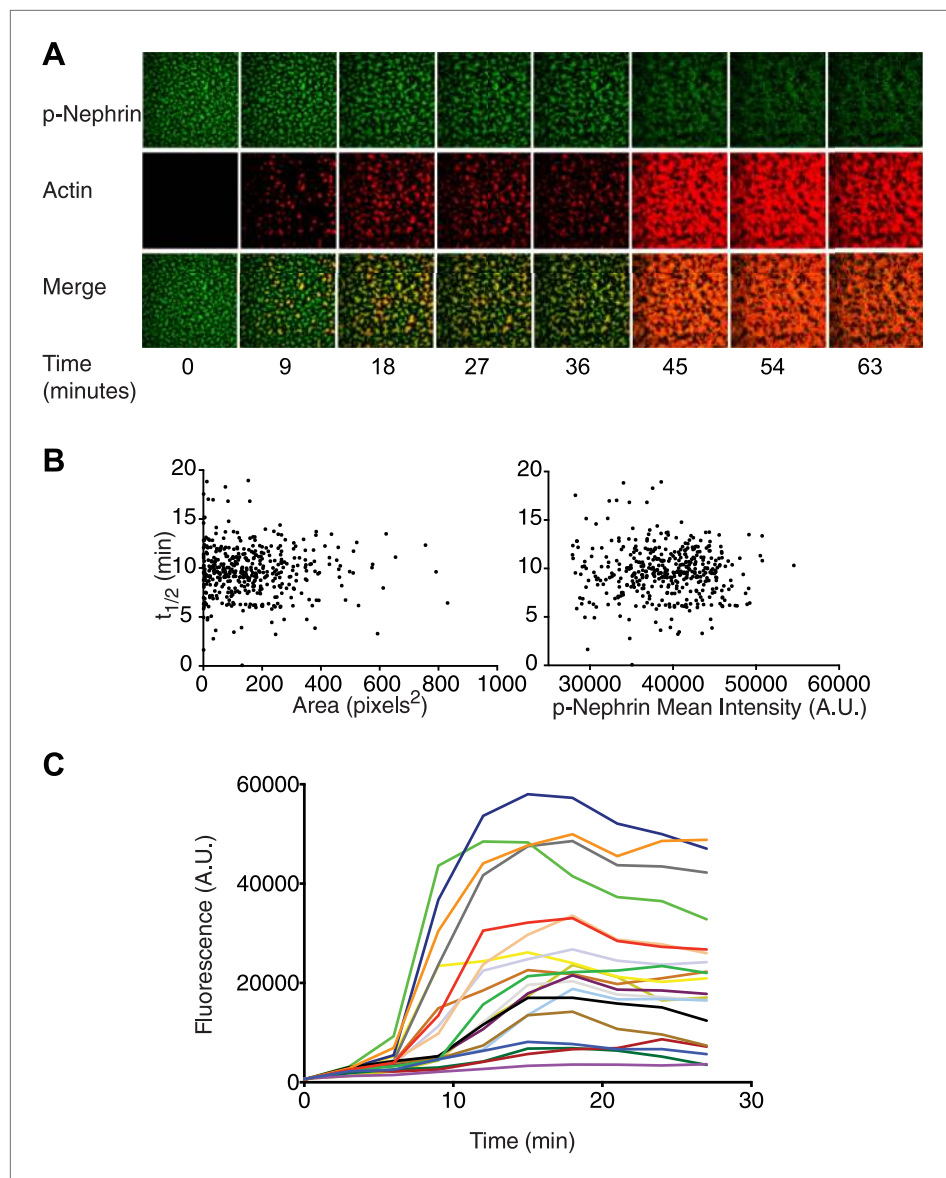 A
p-Nephrin
Actin
Merge
Time
(minutes)
0 9 18 27 36 45 54 63
B
20
15
10
5
0
t1/2 (min)
0 200 400 600 800 1000
Area (pixels2)
20
15
10
5
0
30000 40000 50000 60000
p-Nephrin Mean Intensity (A.U.)
C
60000
40000
20000
0
Fluorescence (A.U.)
0 10 20 30
Time (min)